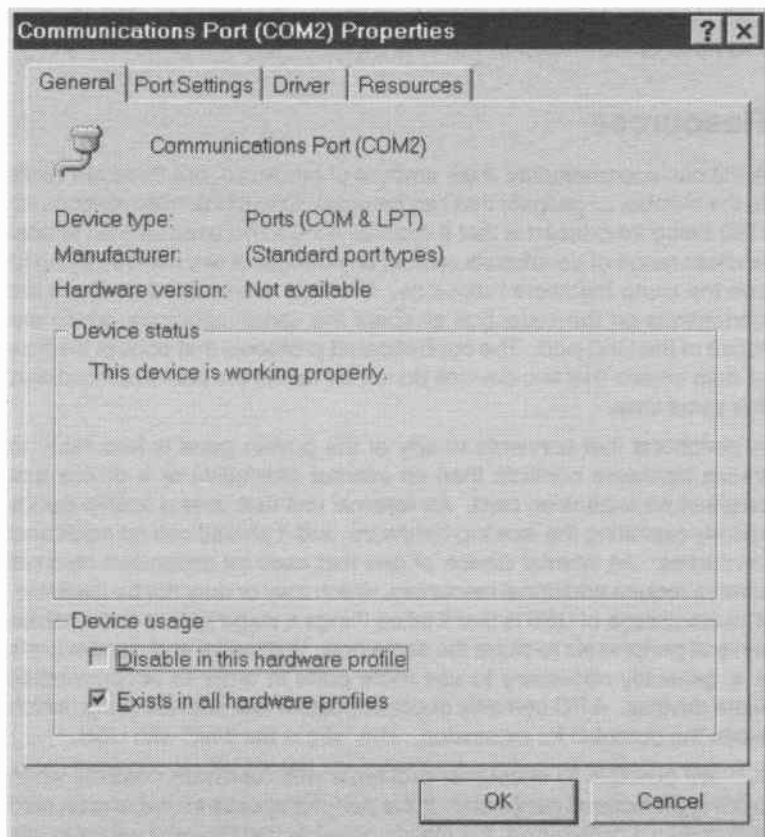 Communications Port (COM2) Properties
General Port Settings Driver Resources
Communications Port (COM2)
Device type: Ports (COM & LPT)
Manufacturer: (Standard port types)
Hardware version: Not available
Device status
This device is working properly.
Device usage
Disable in this hardware profile
Exists in all hardware profiles
OK Cancel